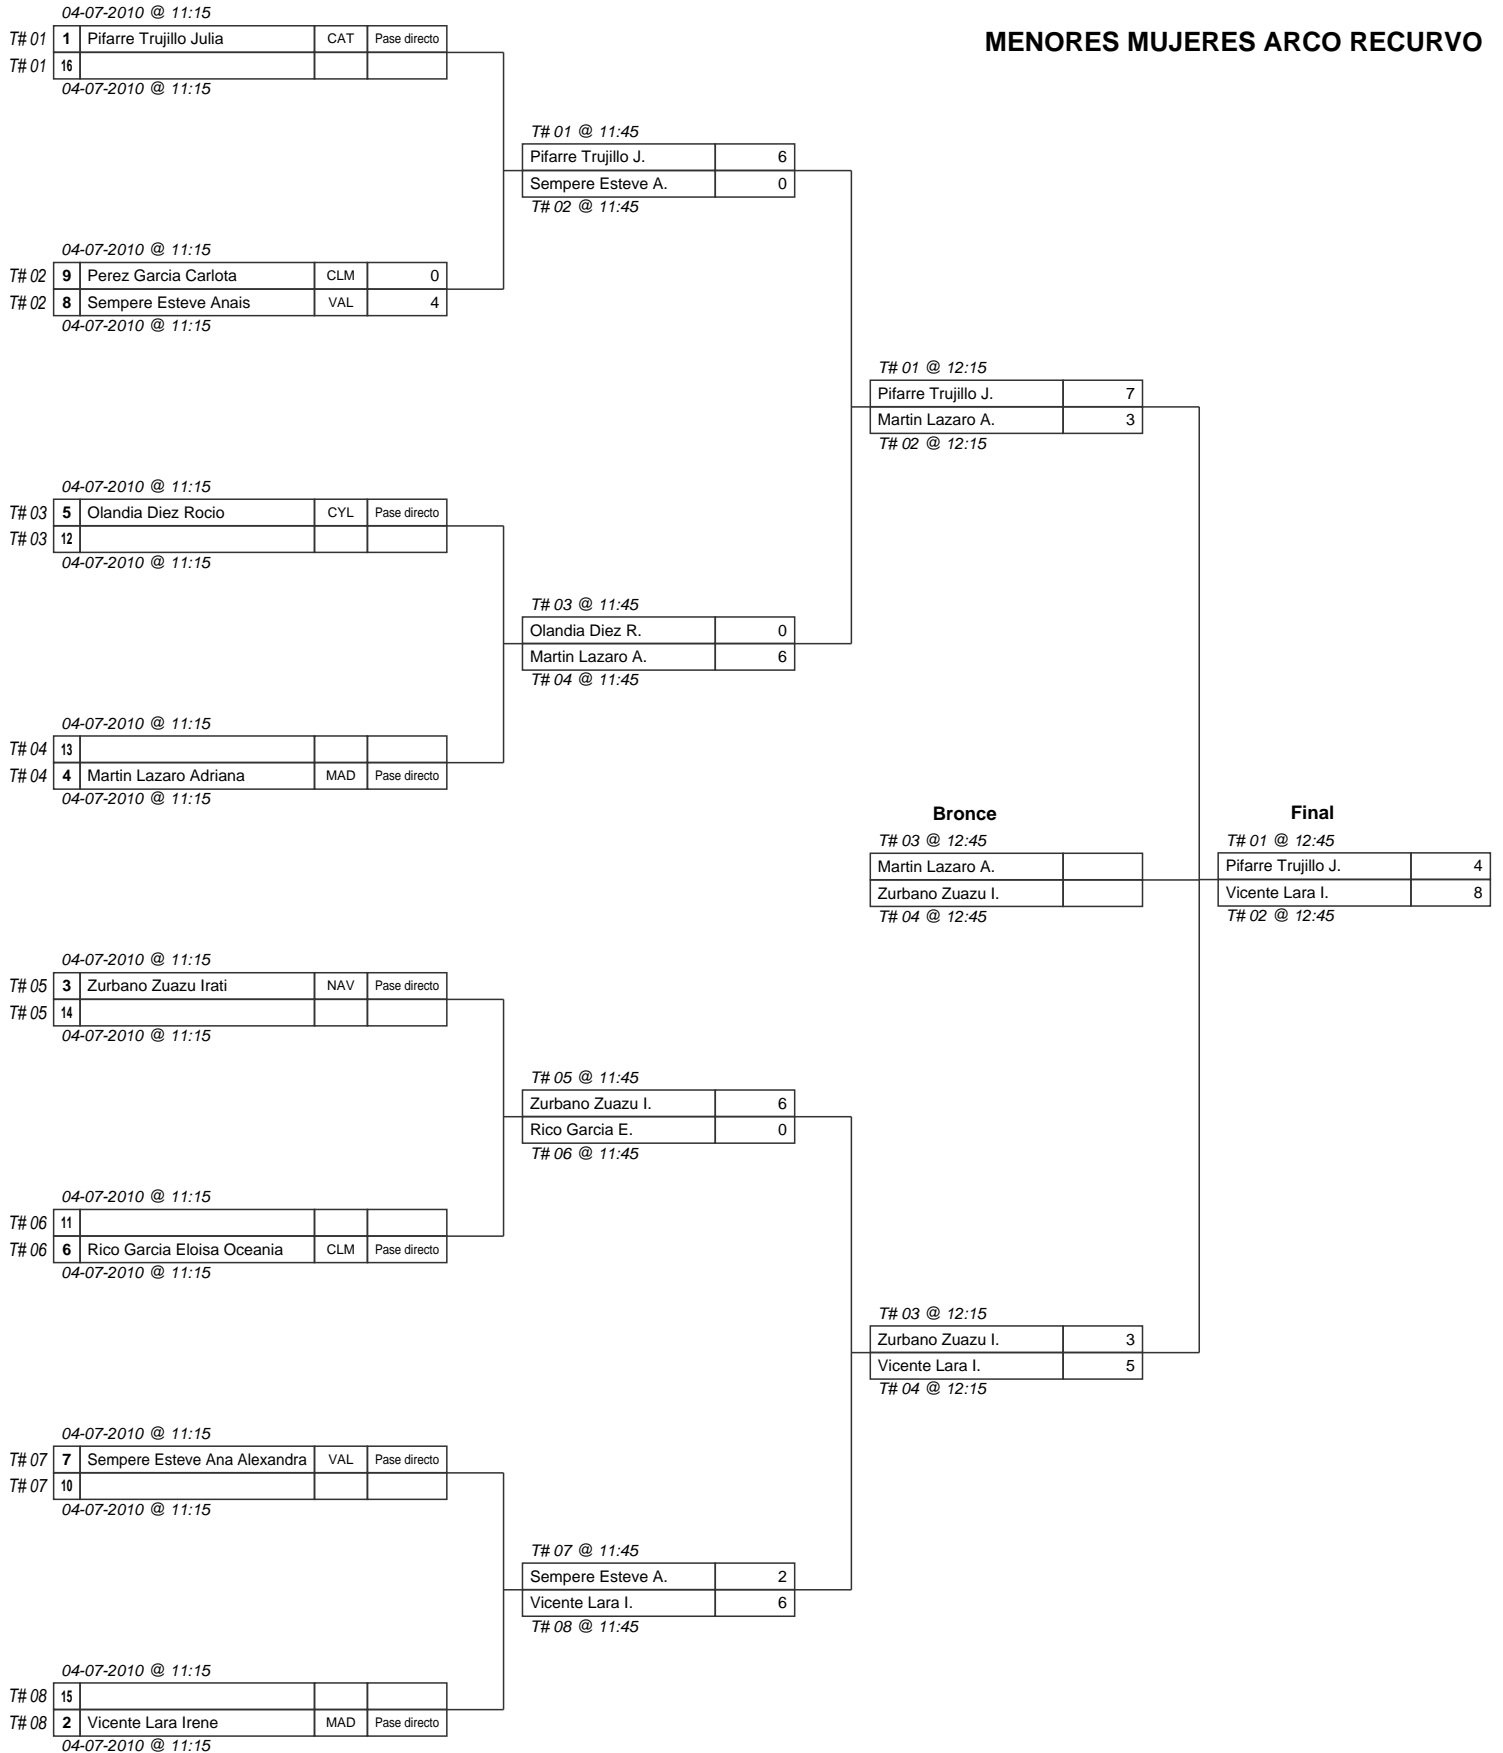 MENORES MUJERES ARCO RECURVO
04-07-2010 @ 11:15
T# 01 1 Pifarre Trujillo Julia CAT Pase directo
T# 01 16
04-07-2010 @ 11:15
04-07-2010 @ 11:15
T# 02 9 Perez Garcia Carlota CLM 0
T# 02 8 Sempere Esteve Anais VAL 4
04-07-2010 @ 11:15
04-07-2010 @ 11:15
T# 03 5 Olandia Diez Rocio CYL Pase directo
T# 03 12
04-07-2010 @ 11:15
04-07-2010 @ 11:15
T# 04 13
T# 04 4 Martin Lazaro Adriana MAD Pase directo
04-07-2010 @ 11:15
04-07-2010 @ 11:15
T# 05 3 Zurbano Zuazu Irati NAV Pase directo
T# 05 14
04-07-2010 @ 11:15
04-07-2010 @ 11:15
T# 06 11
T# 06 6 Rico Garcia Eloisa Oceania CLM Pase directo
04-07-2010 @ 11:15
04-07-2010 @ 11:15
T# 07 7 Sempere Esteve Ana Alexandra VAL Pase directo
T# 07 10
04-07-2010 @ 11:15
04-07-2010 @ 11:15
T# 08 15
T# 08 2 Vicente Lara Irene MAD Pase directo
04-07-2010 @ 11:15
T# 01 @ 11:45
Pifarre Trujillo J. 6
Sempere Esteve A. 0
T# 02 @ 11:45
T# 03 @ 11:45
Olandia Diez R. 0
Martin Lazaro A. 6
T# 04 @ 11:45
T# 05 @ 11:45
Zurbano Zuazu I. 6
Rico Garcia E. 0
T# 06 @ 11:45
T# 07 @ 11:45
Sempere Esteve A. 2
Vicente Lara I. 6
T# 08 @ 11:45
T# 01 @ 12:15
Pifarre Trujillo J. 7
Martin Lazaro A. 3
T# 02 @ 12:15
Bronce
T# 03 @ 12:45
Martin Lazaro A.
Zurbano Zuazu I.
T# 04 @ 12:45
T# 03 @ 12:15
Zurbano Zuazu I. 3
Vicente Lara I. 5
T# 04 @ 12:15
Final
T# 01 @ 12:45
Pifarre Trujillo J. 4
Vicente Lara I. 8
T# 02 @ 12:45